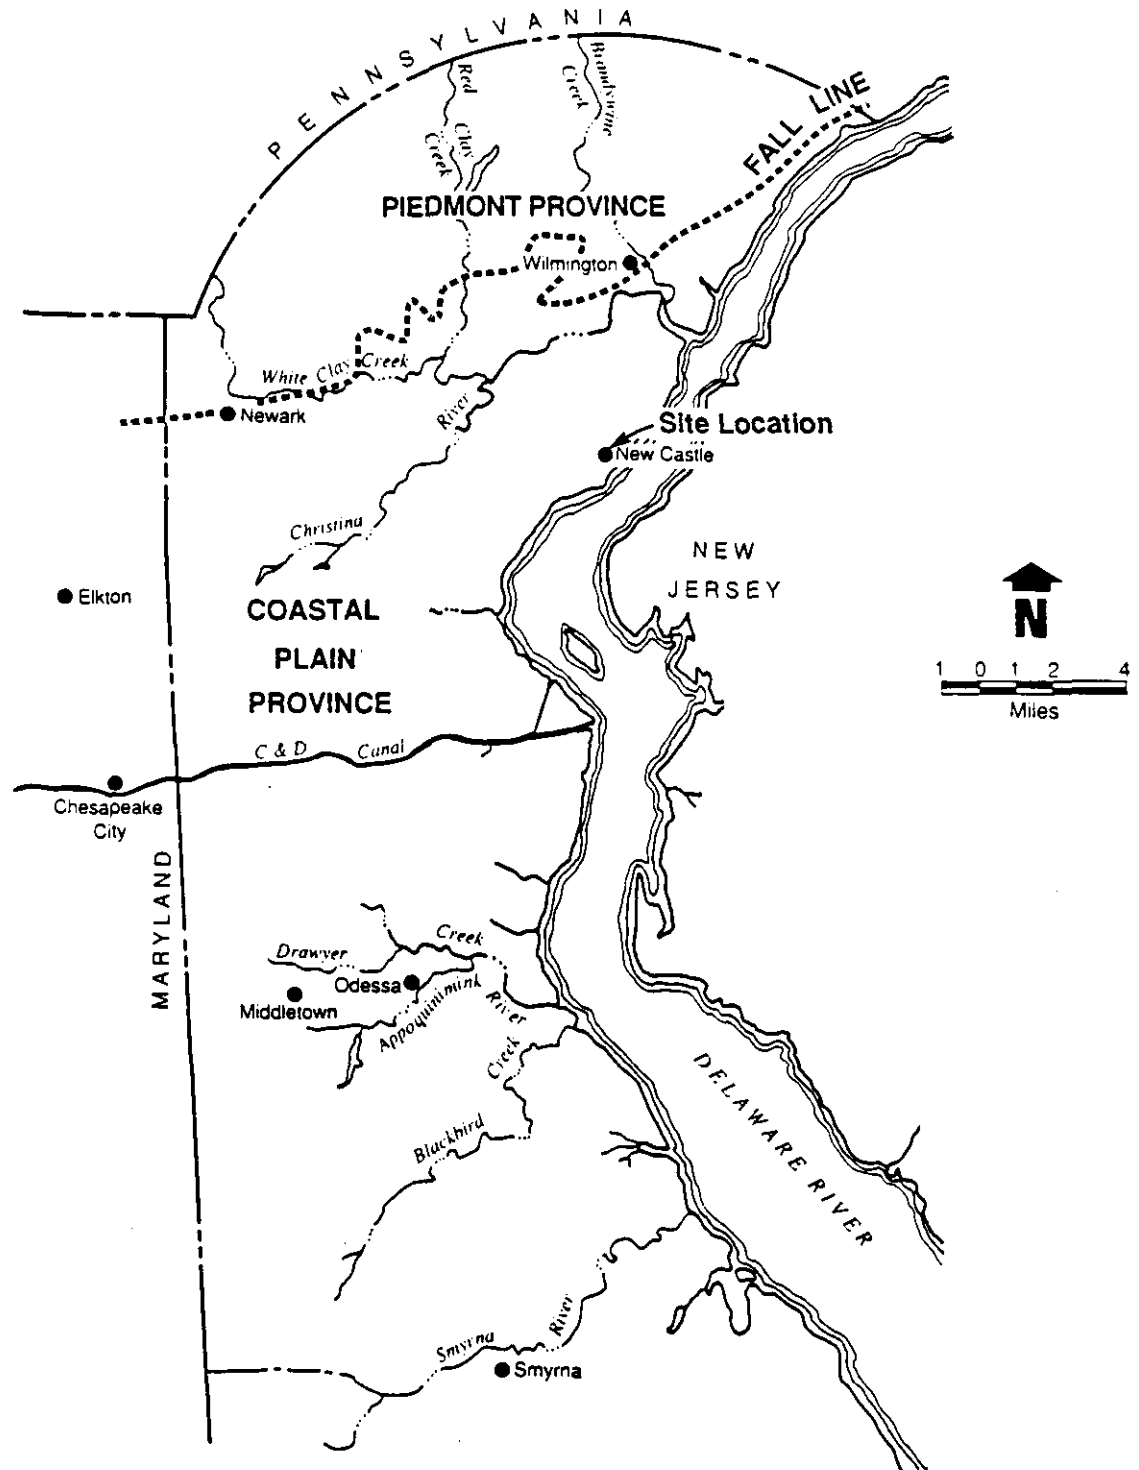 PENNSYLVANIA
Red Clay Creek
Brandywine Creek
FALL LINE
PIEDMONT PROVINCE
Wilmington
White Clay Creek
Newark
River
Site Location
New Castle
Christina
NEW
JERSEY
Elkton
COASTAL
PLAIN
PROVINCE
N
1 0 1 2 4
Miles
C & D Canal
Chesapeake
City
MARYLAND
Drawyer Creek
Odessa
Middletown
Appoquinimink River
Creek
Blackbird
DELAWARE RIVER
Smyrna River
Smyrna